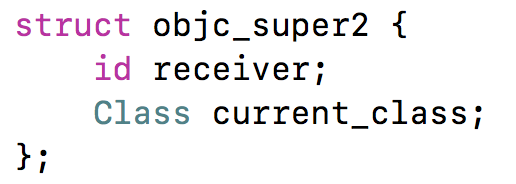 struct objc_super2 {
    id receiver;
    Class current_class;
};